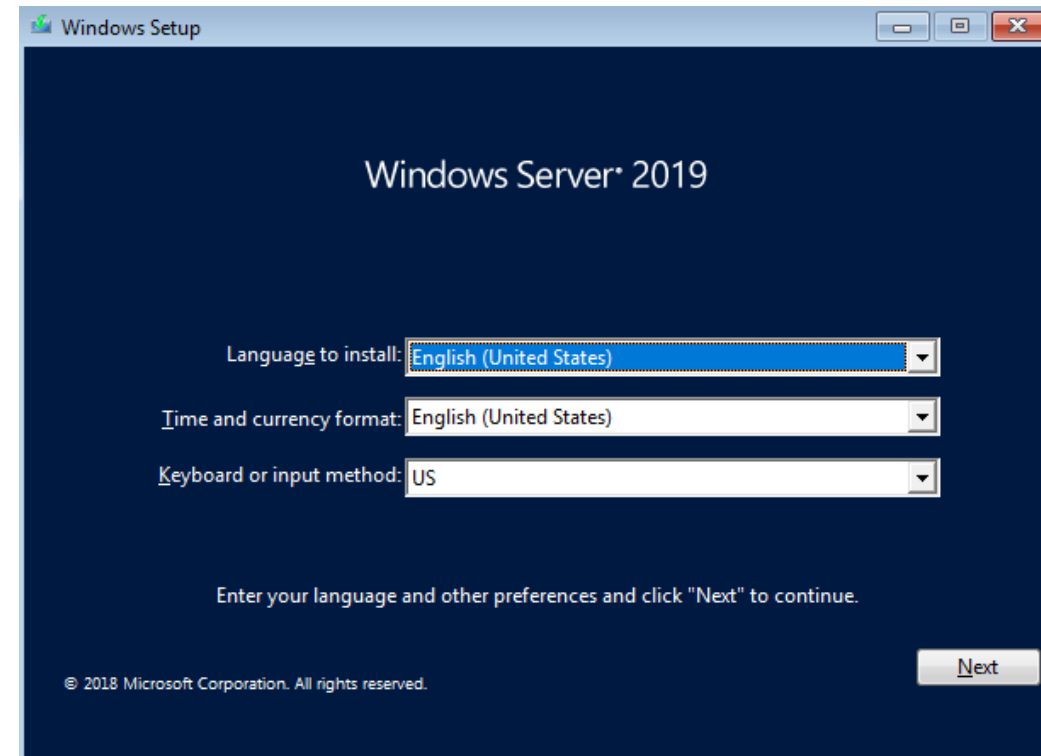 Windows Setup
Windows Server® 2019
Language to install: English (United States)
Time and currency format: English (United States)
Keyboard or input method: US
Enter your language and other preferences and click "Next" to continue.
Next
© 2018 Microsoft Corporation. All rights reserved.